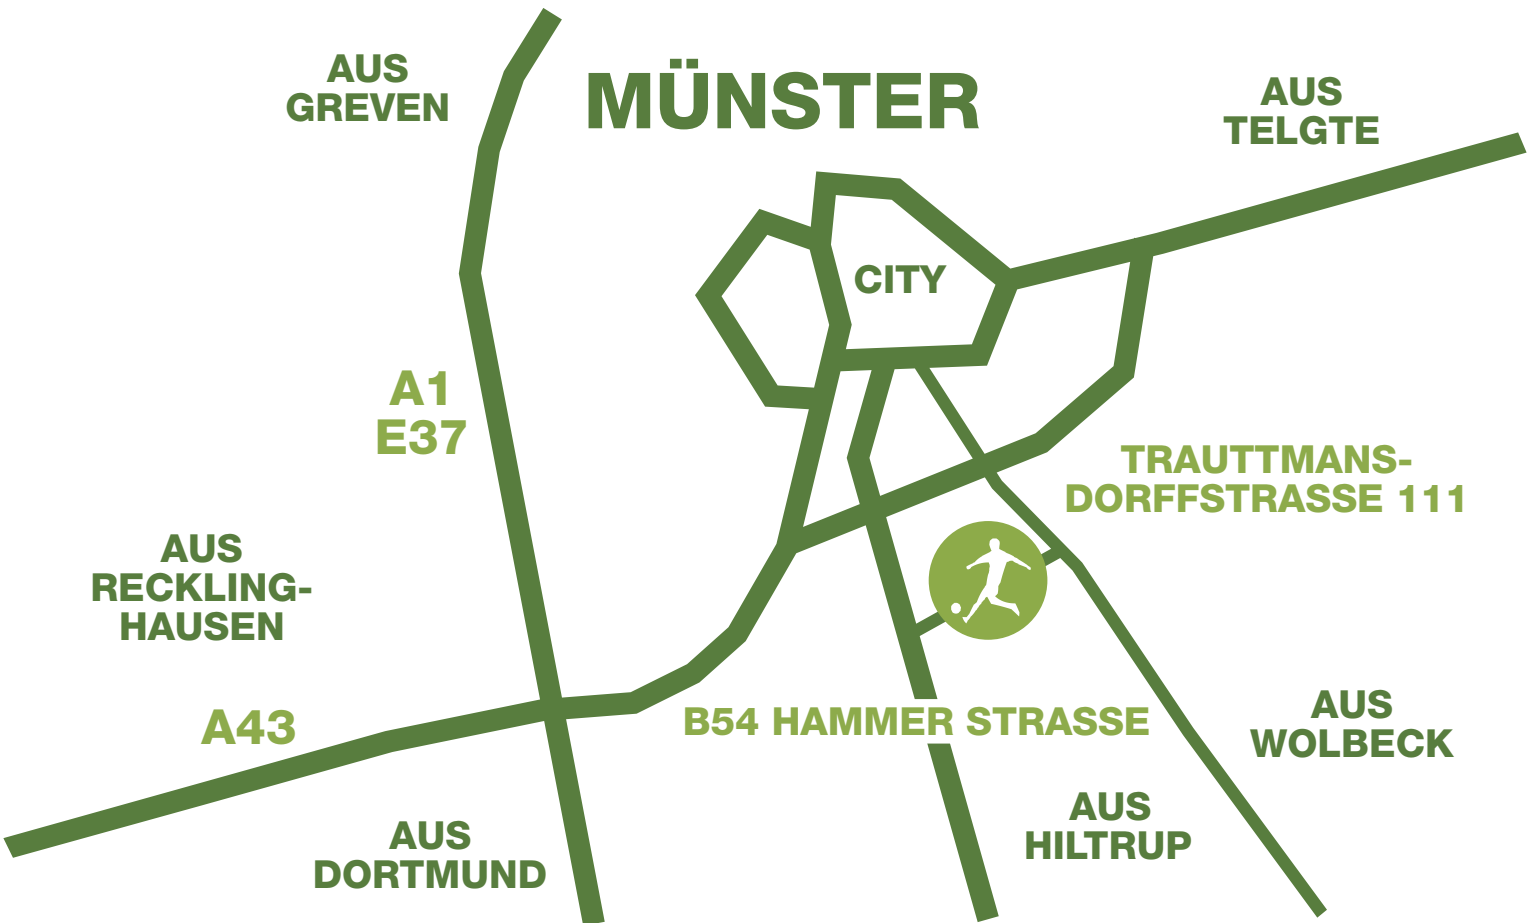 AUS
GREVEN
MÜNSTER
AUS
TELGTE
CITY
A1
E37
TRAUTTMANS-
DORFFSTRASSE 111
AUS
RECKLING-
HAUSEN
A43
B54 HAMMER STRASSE
AUS
WOLBECK
AUS
HILTRUP
AUS
DORTMUND